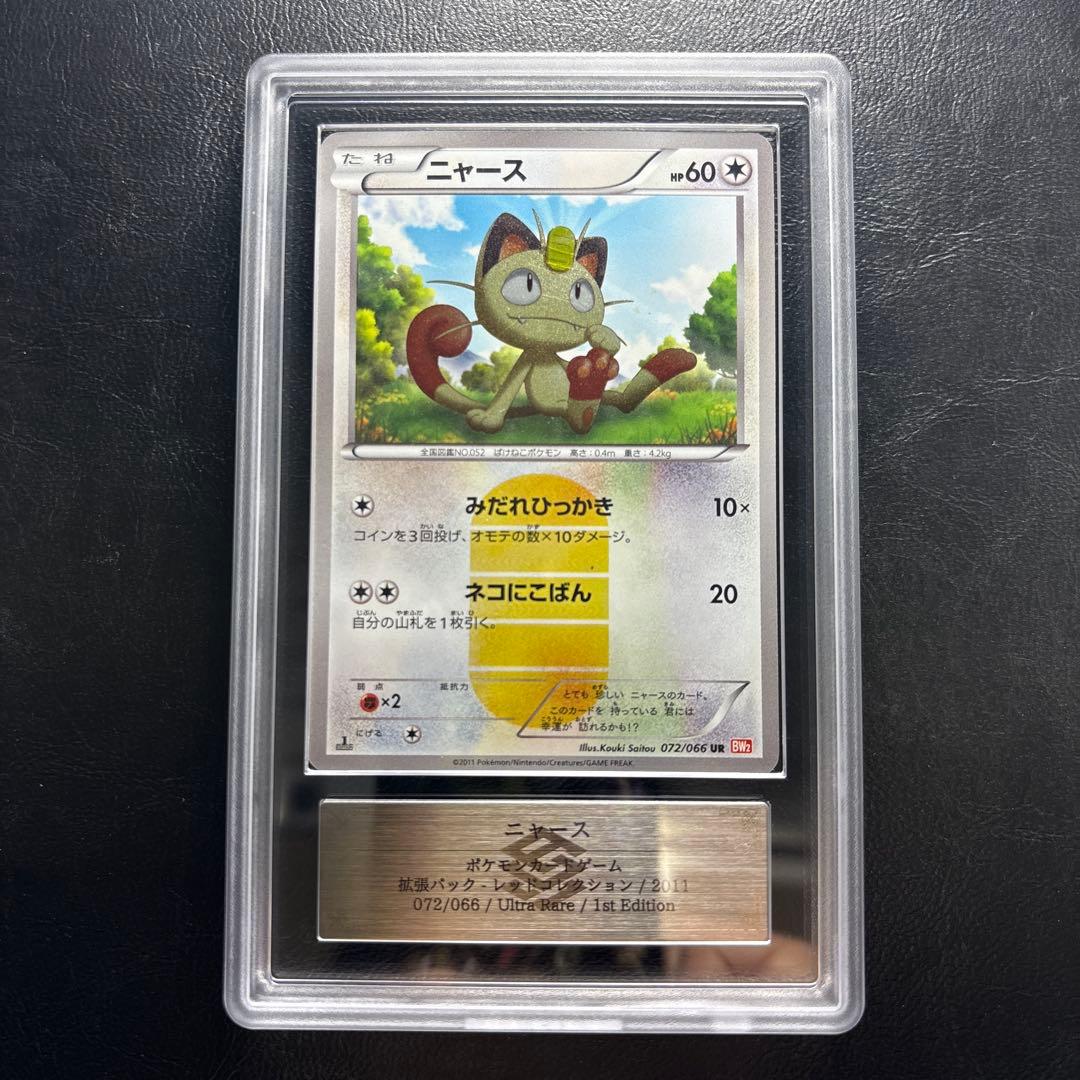 たね ニャース HP60
全国図鑑NO.052 ばけねこポケモン 高さ:0.4m 重さ:4.2kg
みだれひっかき 10×
コインを3回投げ、オモテの数×10ダメージ。
ネコにこばん 20
自分の山札を1枚引く。
弱点 抵抗力
×2
とても珍しい ニャースのカード。
このカードを 持っている 君には
幸運が 訪れるかも!?
にげる
1
Illus.Kouki Saitou 072/066 UR BW2
©2011 Pokémon/Nintendo/Creatures/GAME FREAK.
ニャース
ポケモンカードゲーム
拡張パック - レッドコレクション / 2011
072/066 / Ultra Rare / 1st Edition